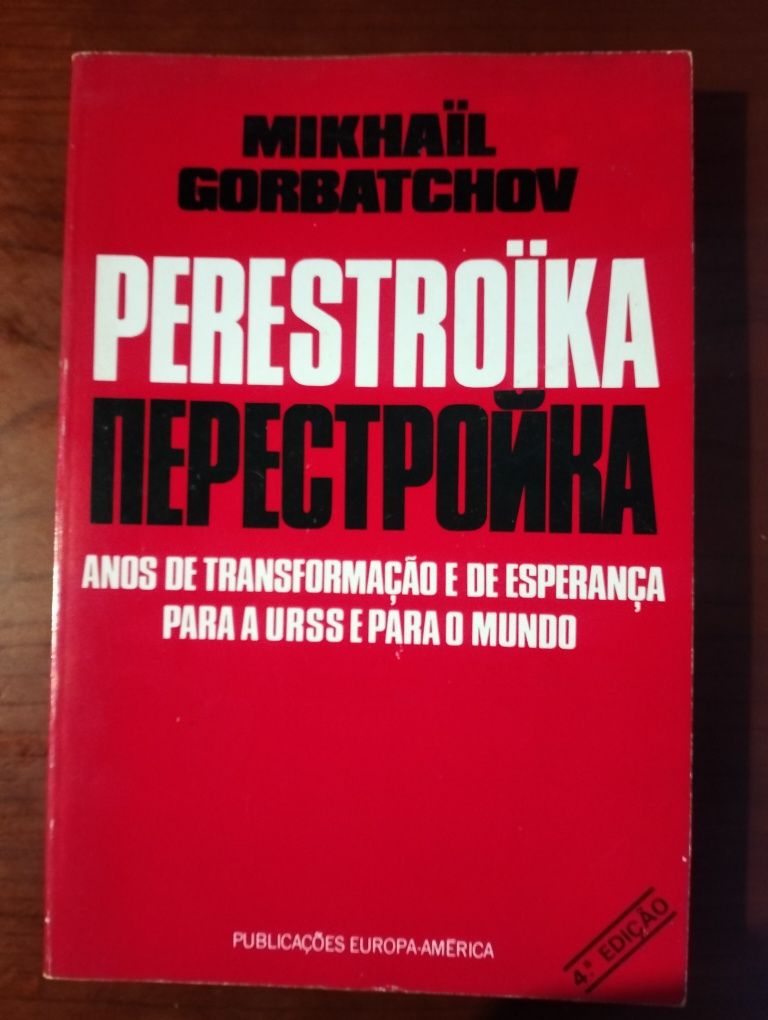 MIKHAÏL
GORBATCHOV
PERESTROÏKA
ПЕРЕСТРОЙКА
ANOS DE TRANSFORMAÇÃO E DE ESPERANÇA
PARA A URSS E PARA O MUNDO
PUBLICAÇÕES EUROPA-AMÉRICA
4.ª EDIÇÃO